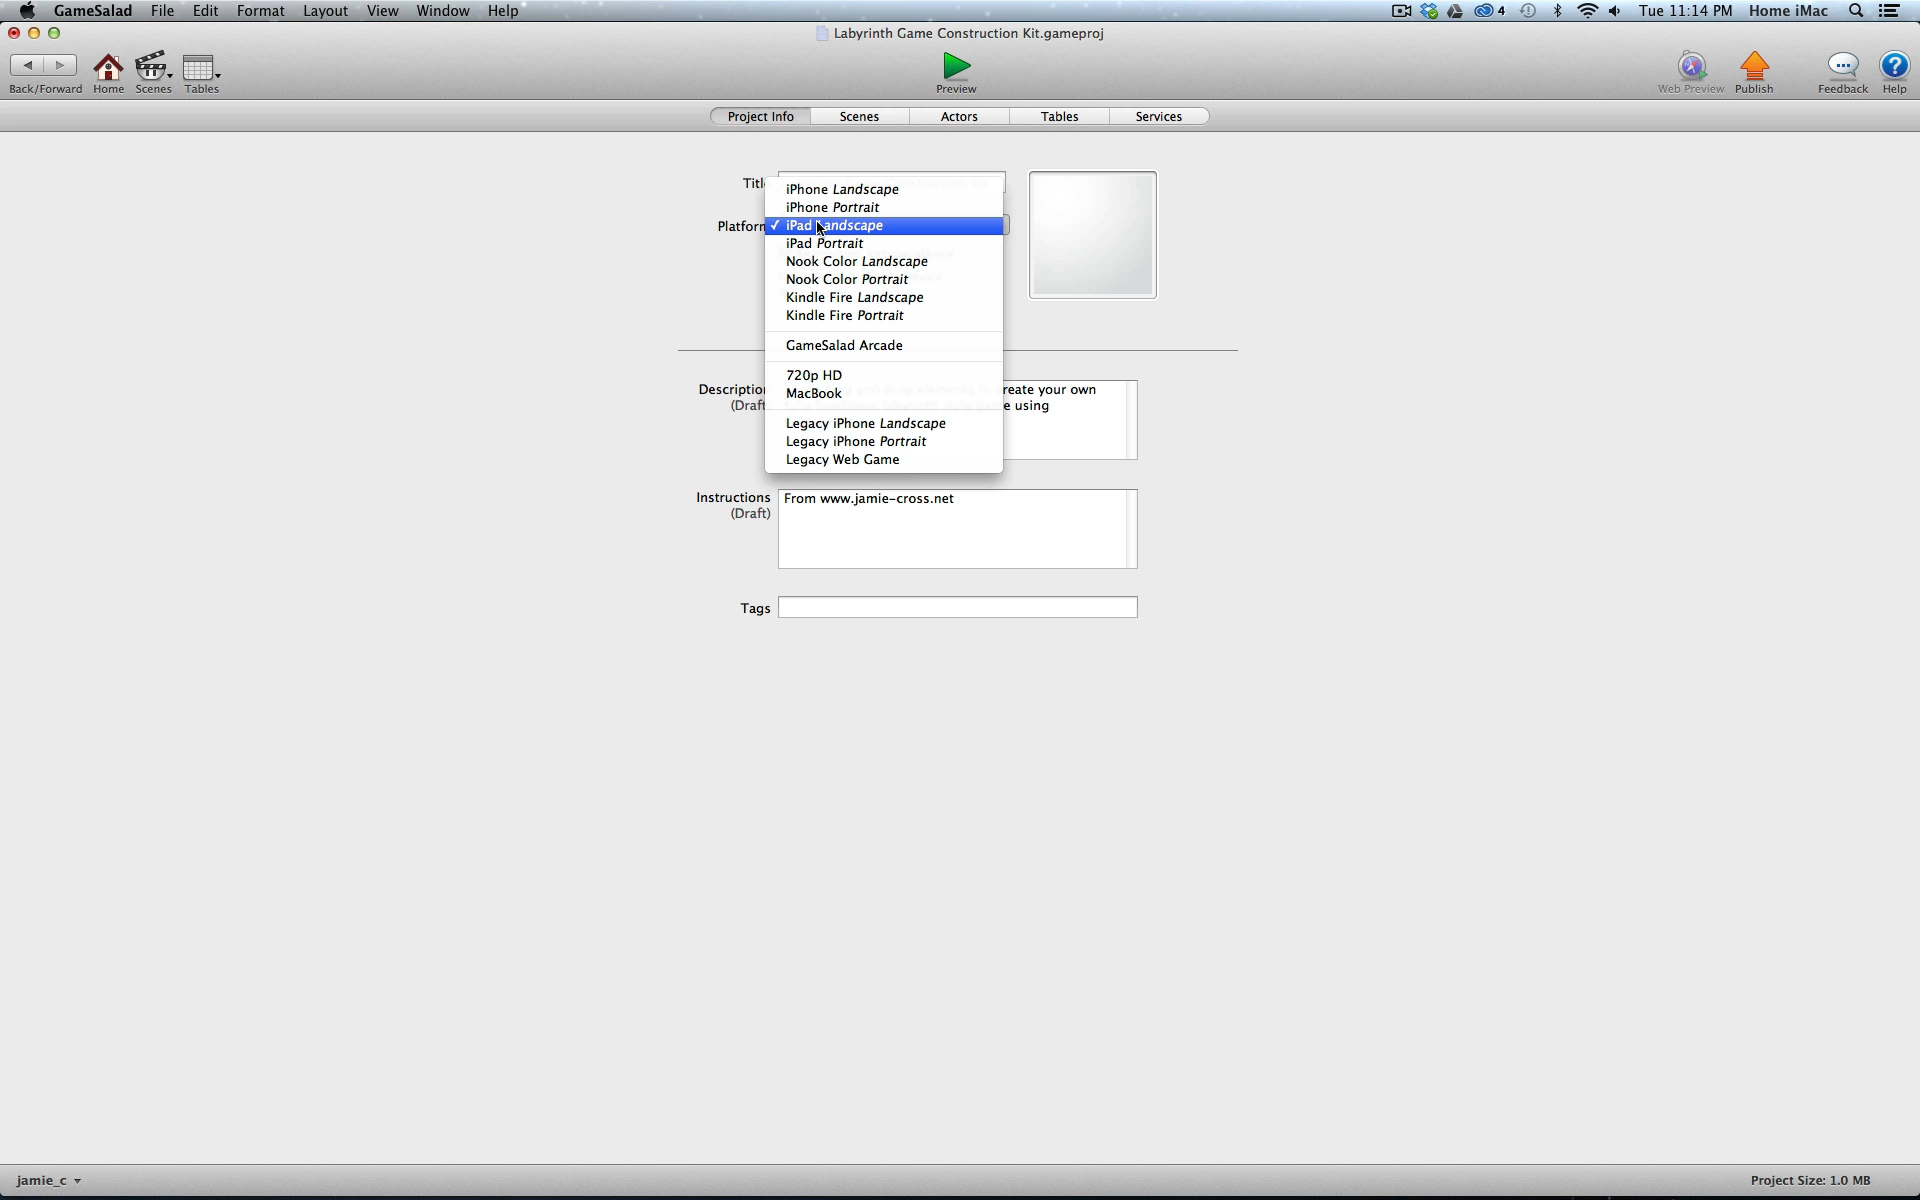 GameSalad File Edit Format Layout View Window Help
4 Tue 11:14 PM Home iMac
Labyrinth Game Construction Kit.gameproj
Back/Forward Home Scenes Tables
Preview
Web Preview Publish Feedback Help
Project Info Scenes Actors Tables Services
iPhone Landscape
iPhone Portrait
Platform ✓ iPad Landscape
iPad Portrait
Nook Color Landscape
Nook Color Portrait
Kindle Fire Landscape
Kindle Fire Portrait
GameSalad Arcade
720p HD
MacBook
Legacy iPhone Landscape
Legacy iPhone Portrait
Legacy Web Game
Description
(Draft
create your own
using
Instructions From www.jamie-cross.net
(Draft)
Tags
jamie_c
Project Size: 1.0 MB